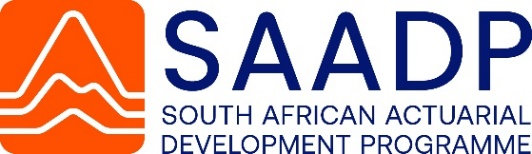 SAADP
SOUTH AFRICAN ACTUARIAL
DEVELOPMENT PROGRAMME